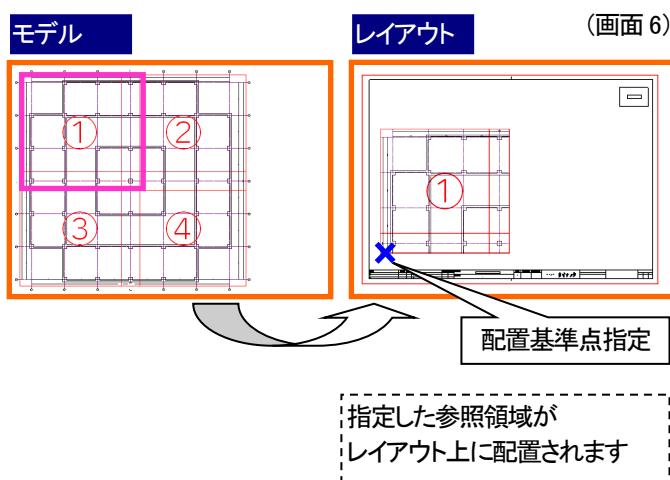 モデル
レイアウト
(画面 6)
①
②
③
④
①
配置基準点指定
指定した参照領域が
レイアウト上に配置されます